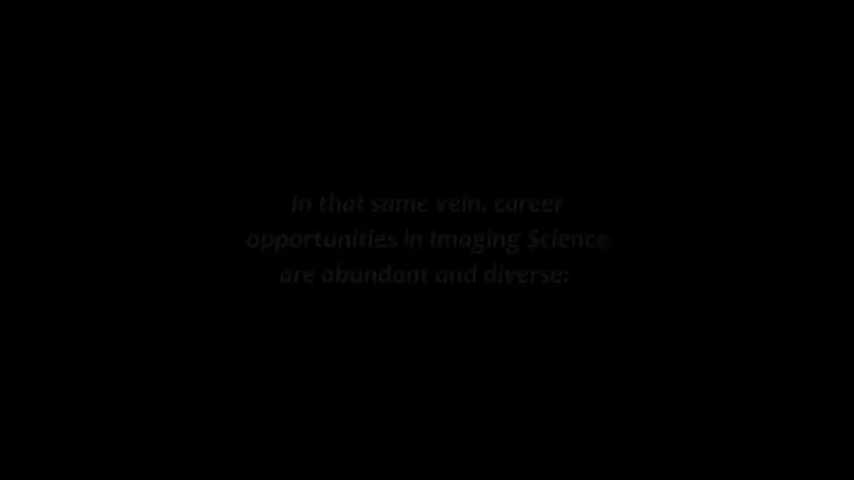 In that same vein, career
opportunities in Imaging Science
are abundant and diverse: